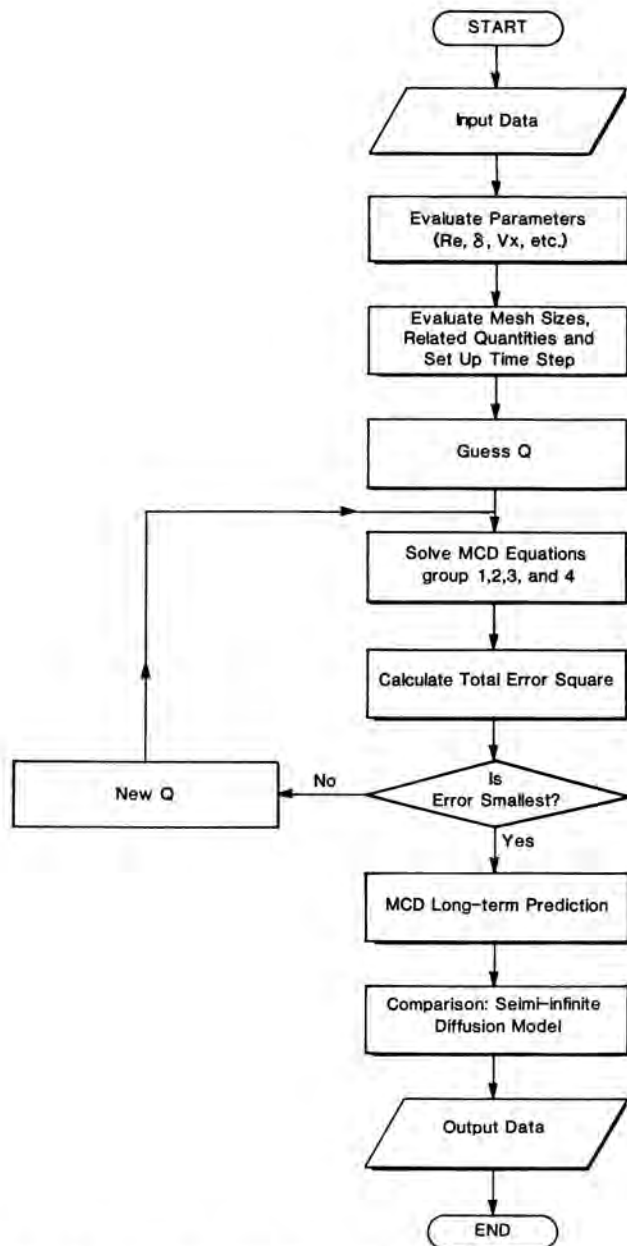 START
Input Data
Evaluate Parameters
(Re, δ, Vx, etc.)
Evaluate Mesh Sizes,
Related Quantities and
Set Up Time Step
Guess Q
Solve MCD Equations
group 1,2,3, and 4
Calculate Total Error Square
Is
Error Smallest?
No
New Q
Yes
MCD Long-term Prediction
Comparison: Seimi-infinite
Diffusion Model
Output Data
END